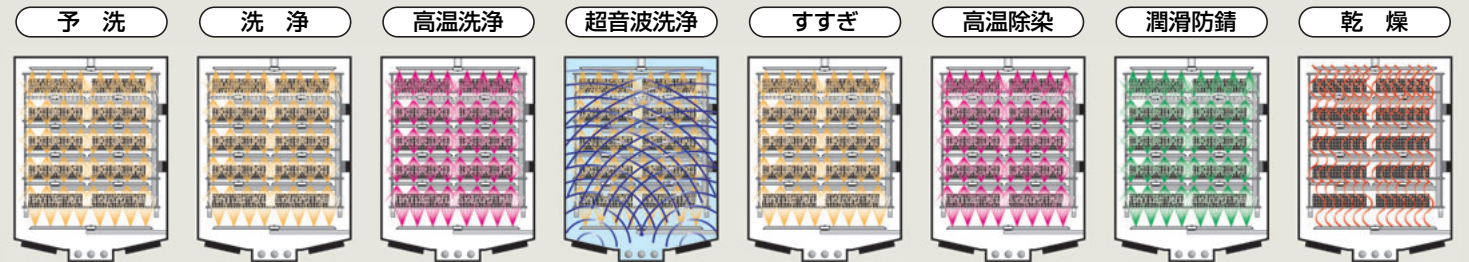 予 洗
洗 浄
高温洗浄
超音波洗浄
すすぎ
高温除染
潤滑防錆
乾 燥